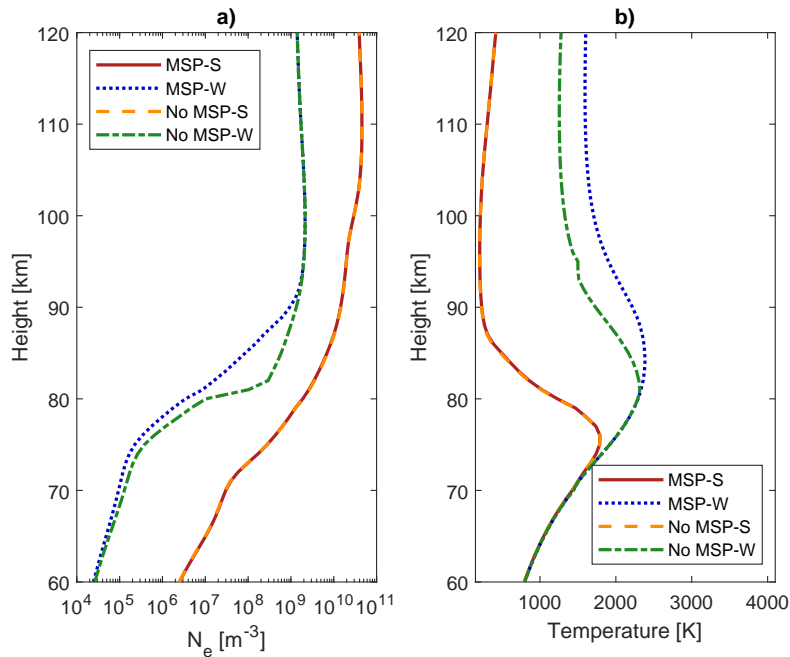 a)
120
110
100
90
80
70
60
Height [km]
MSP-S
MSP-W
No MSP-S
No MSP-W
10^4 10^5 10^6 10^7 10^8 10^9 10^10 10^11
N_e [m^-3]
b)
120
110
100
90
80
70
60
Height [km]
MSP-S
MSP-W
No MSP-S
No MSP-W
1000 2000 3000 4000
Temperature [K]